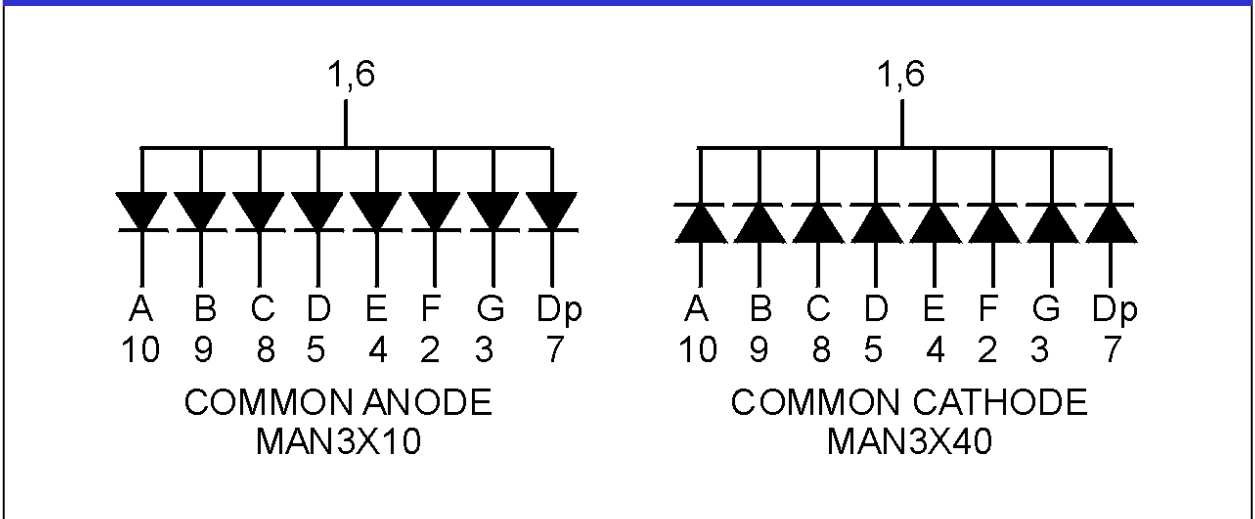 1,6
A B C D E F G Dp
10 9 8 5 4 2 3 7
COMMON ANODE
MAN3X10
1,6
A B C D E F G Dp
10 9 8 5 4 2 3 7
COMMON CATHODE
MAN3X40